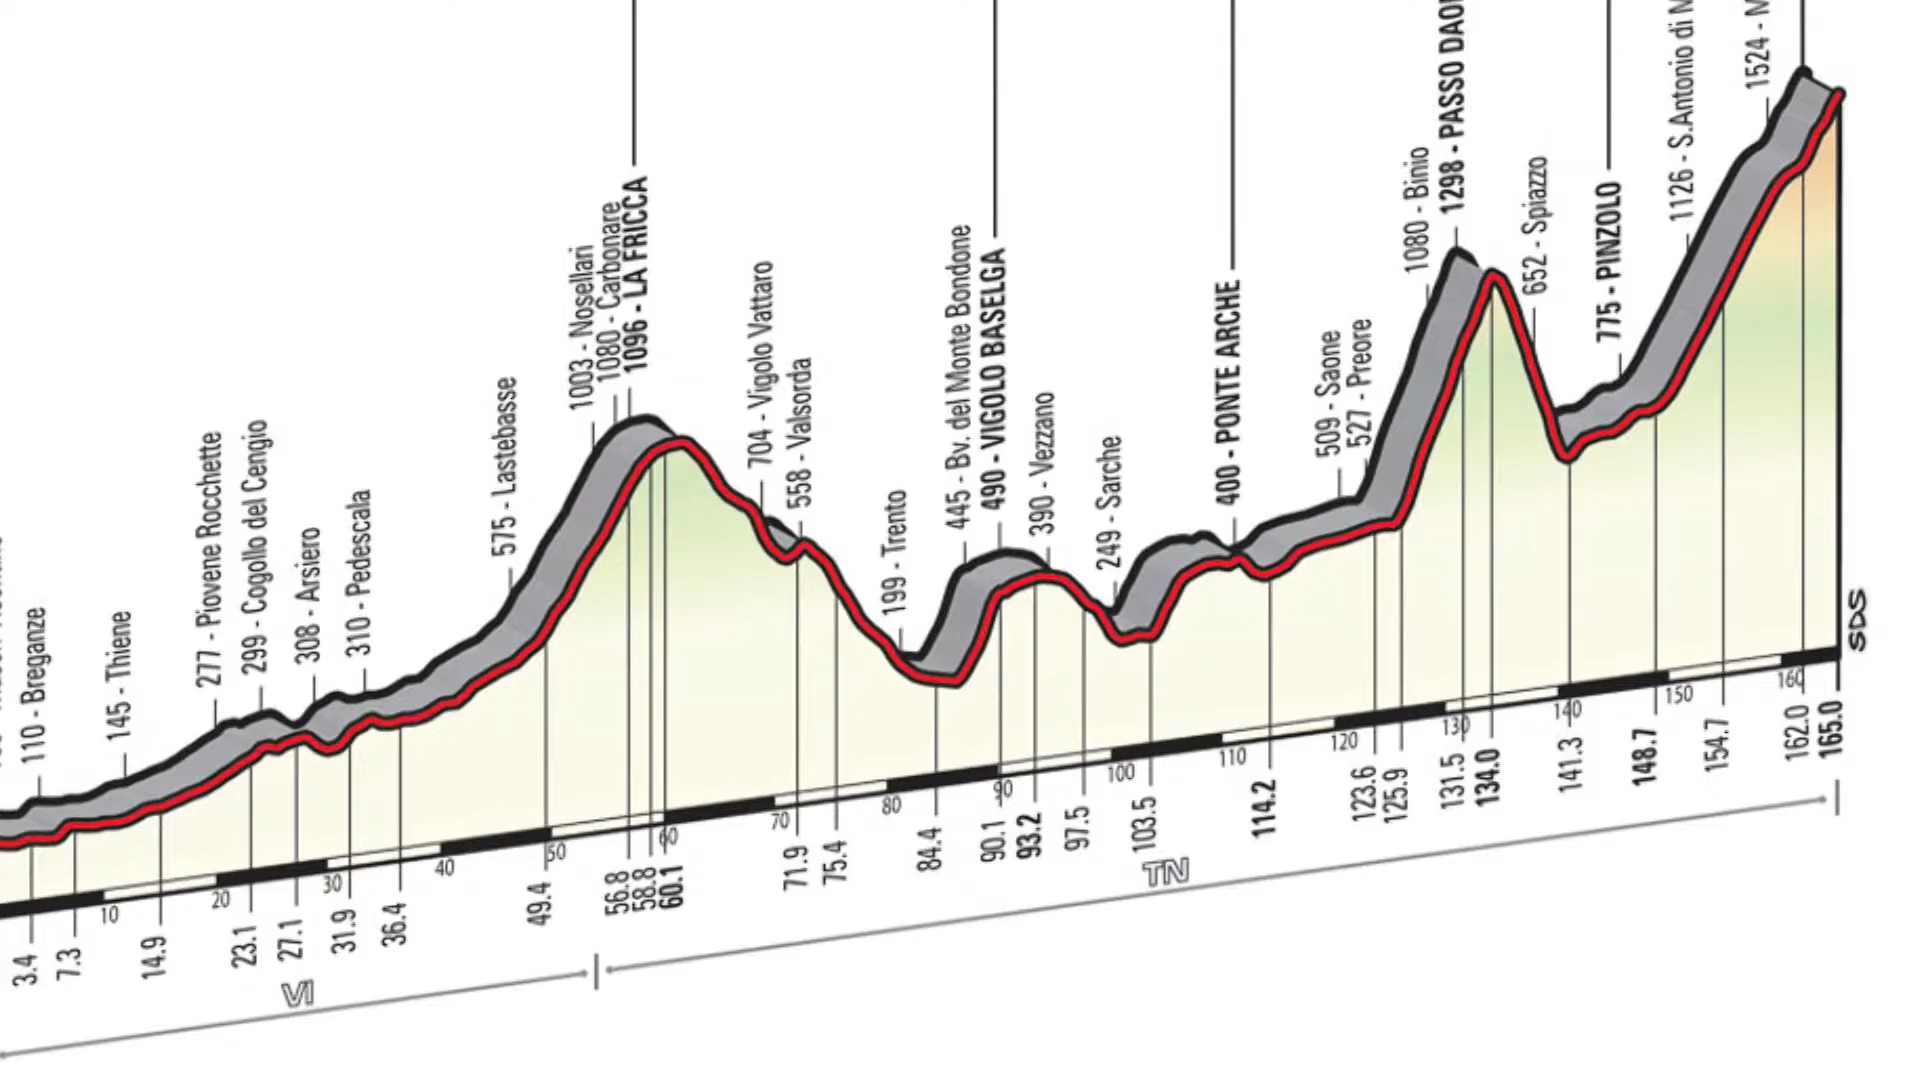 110 - Breganze
145 - Thiene
277 - Piovene Rocchette
299 - Cogollo del Cengio
308 - Arsiero
310 - Pedescala
575 - Lastebasse
1003 - Nosellari
1080 - Carbonare
1096 - LA FRICCA
704 - Vigolo Vattaro
558 - Valsorda
199 - Trento
445 - Bv. del Monte Bondone
490 - VIGOLO BASELGA
390 - Vezzano
249 - Sarche
400 - PONTE ARCHE
509 - Saone
527 - Preore
1080 - Binio
1298 - PASSO
652 - Spiazzo
775 - PINZOLO
1126 - S.Antonio di
1524 -
10
20
30
40
50
60
70
80
90
100
110
120
130
140
150
160
3.4
7.3
14.9
23.1
27.1
31.9
36.4
49.4
56.8
58.8
60.1
71.9
75.4
84.4
90.1
93.2
97.5
103.5
114.2
123.6
125.9
131.5
134.0
141.3
148.7
154.7
162.0
165.0
VI
TN
SDS